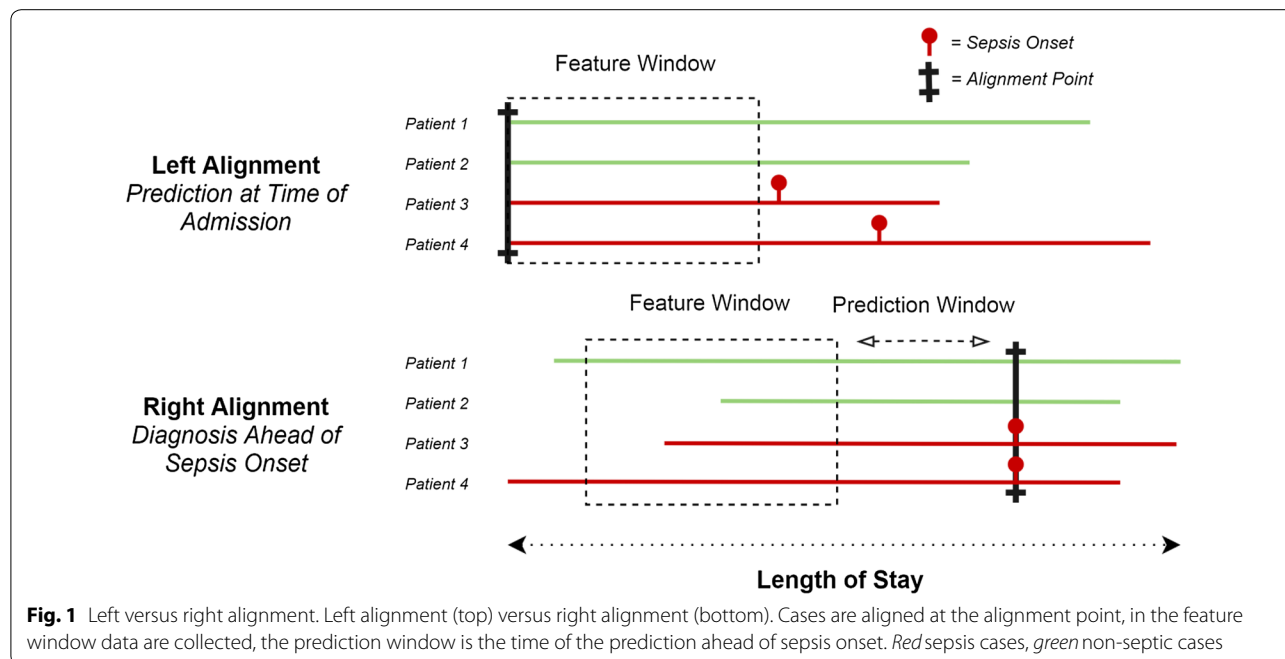 = Sepsis Onset
= Alignment Point
Feature Window
Left Alignment
Prediction at Time of
Admission
Patient 1
Patient 2
Patient 3
Patient 4
Feature Window
Prediction Window
Right Alignment
Diagnosis Ahead of
Sepsis Onset
Patient 1
Patient 2
Patient 3
Patient 4
Length of Stay
Fig. 1 Left versus right alignment. Left alignment (top) versus right alignment (bottom). Cases are aligned at the alignment point, in the feature
window data are collected, the prediction window is the time of the prediction ahead of sepsis onset. Red sepsis cases, green non-septic cases